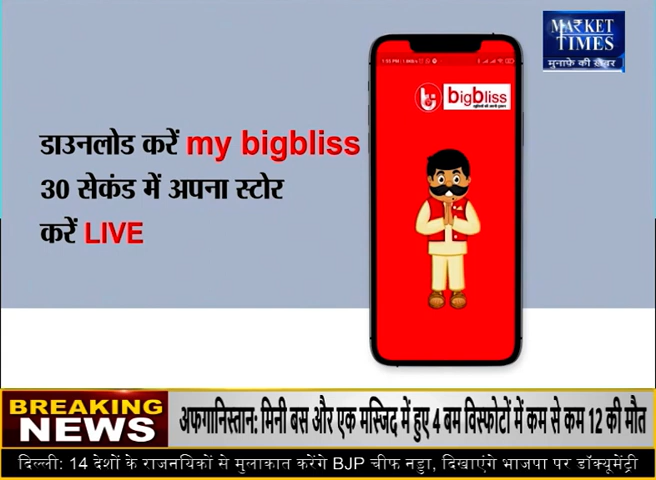 MARKET
TIMES
मुनाफे की खबर
bigbliss
डाउनलोड करें my bigbliss
30 सेकंड में अपना स्टोर
करें LIVE
BREAKING
NEWS
अफगानिस्तान: मिनी बस और एक मस्जिद में हुए 4 बम विस्फोटों में कम से कम 12 की मौत
दिल्ली: 14 देशों के राजनयिकों से मुलाकात करेंगे BJP चीफ नड्डा, दिखाएंगे भाजपा पर डॉक्यूमेंट्री